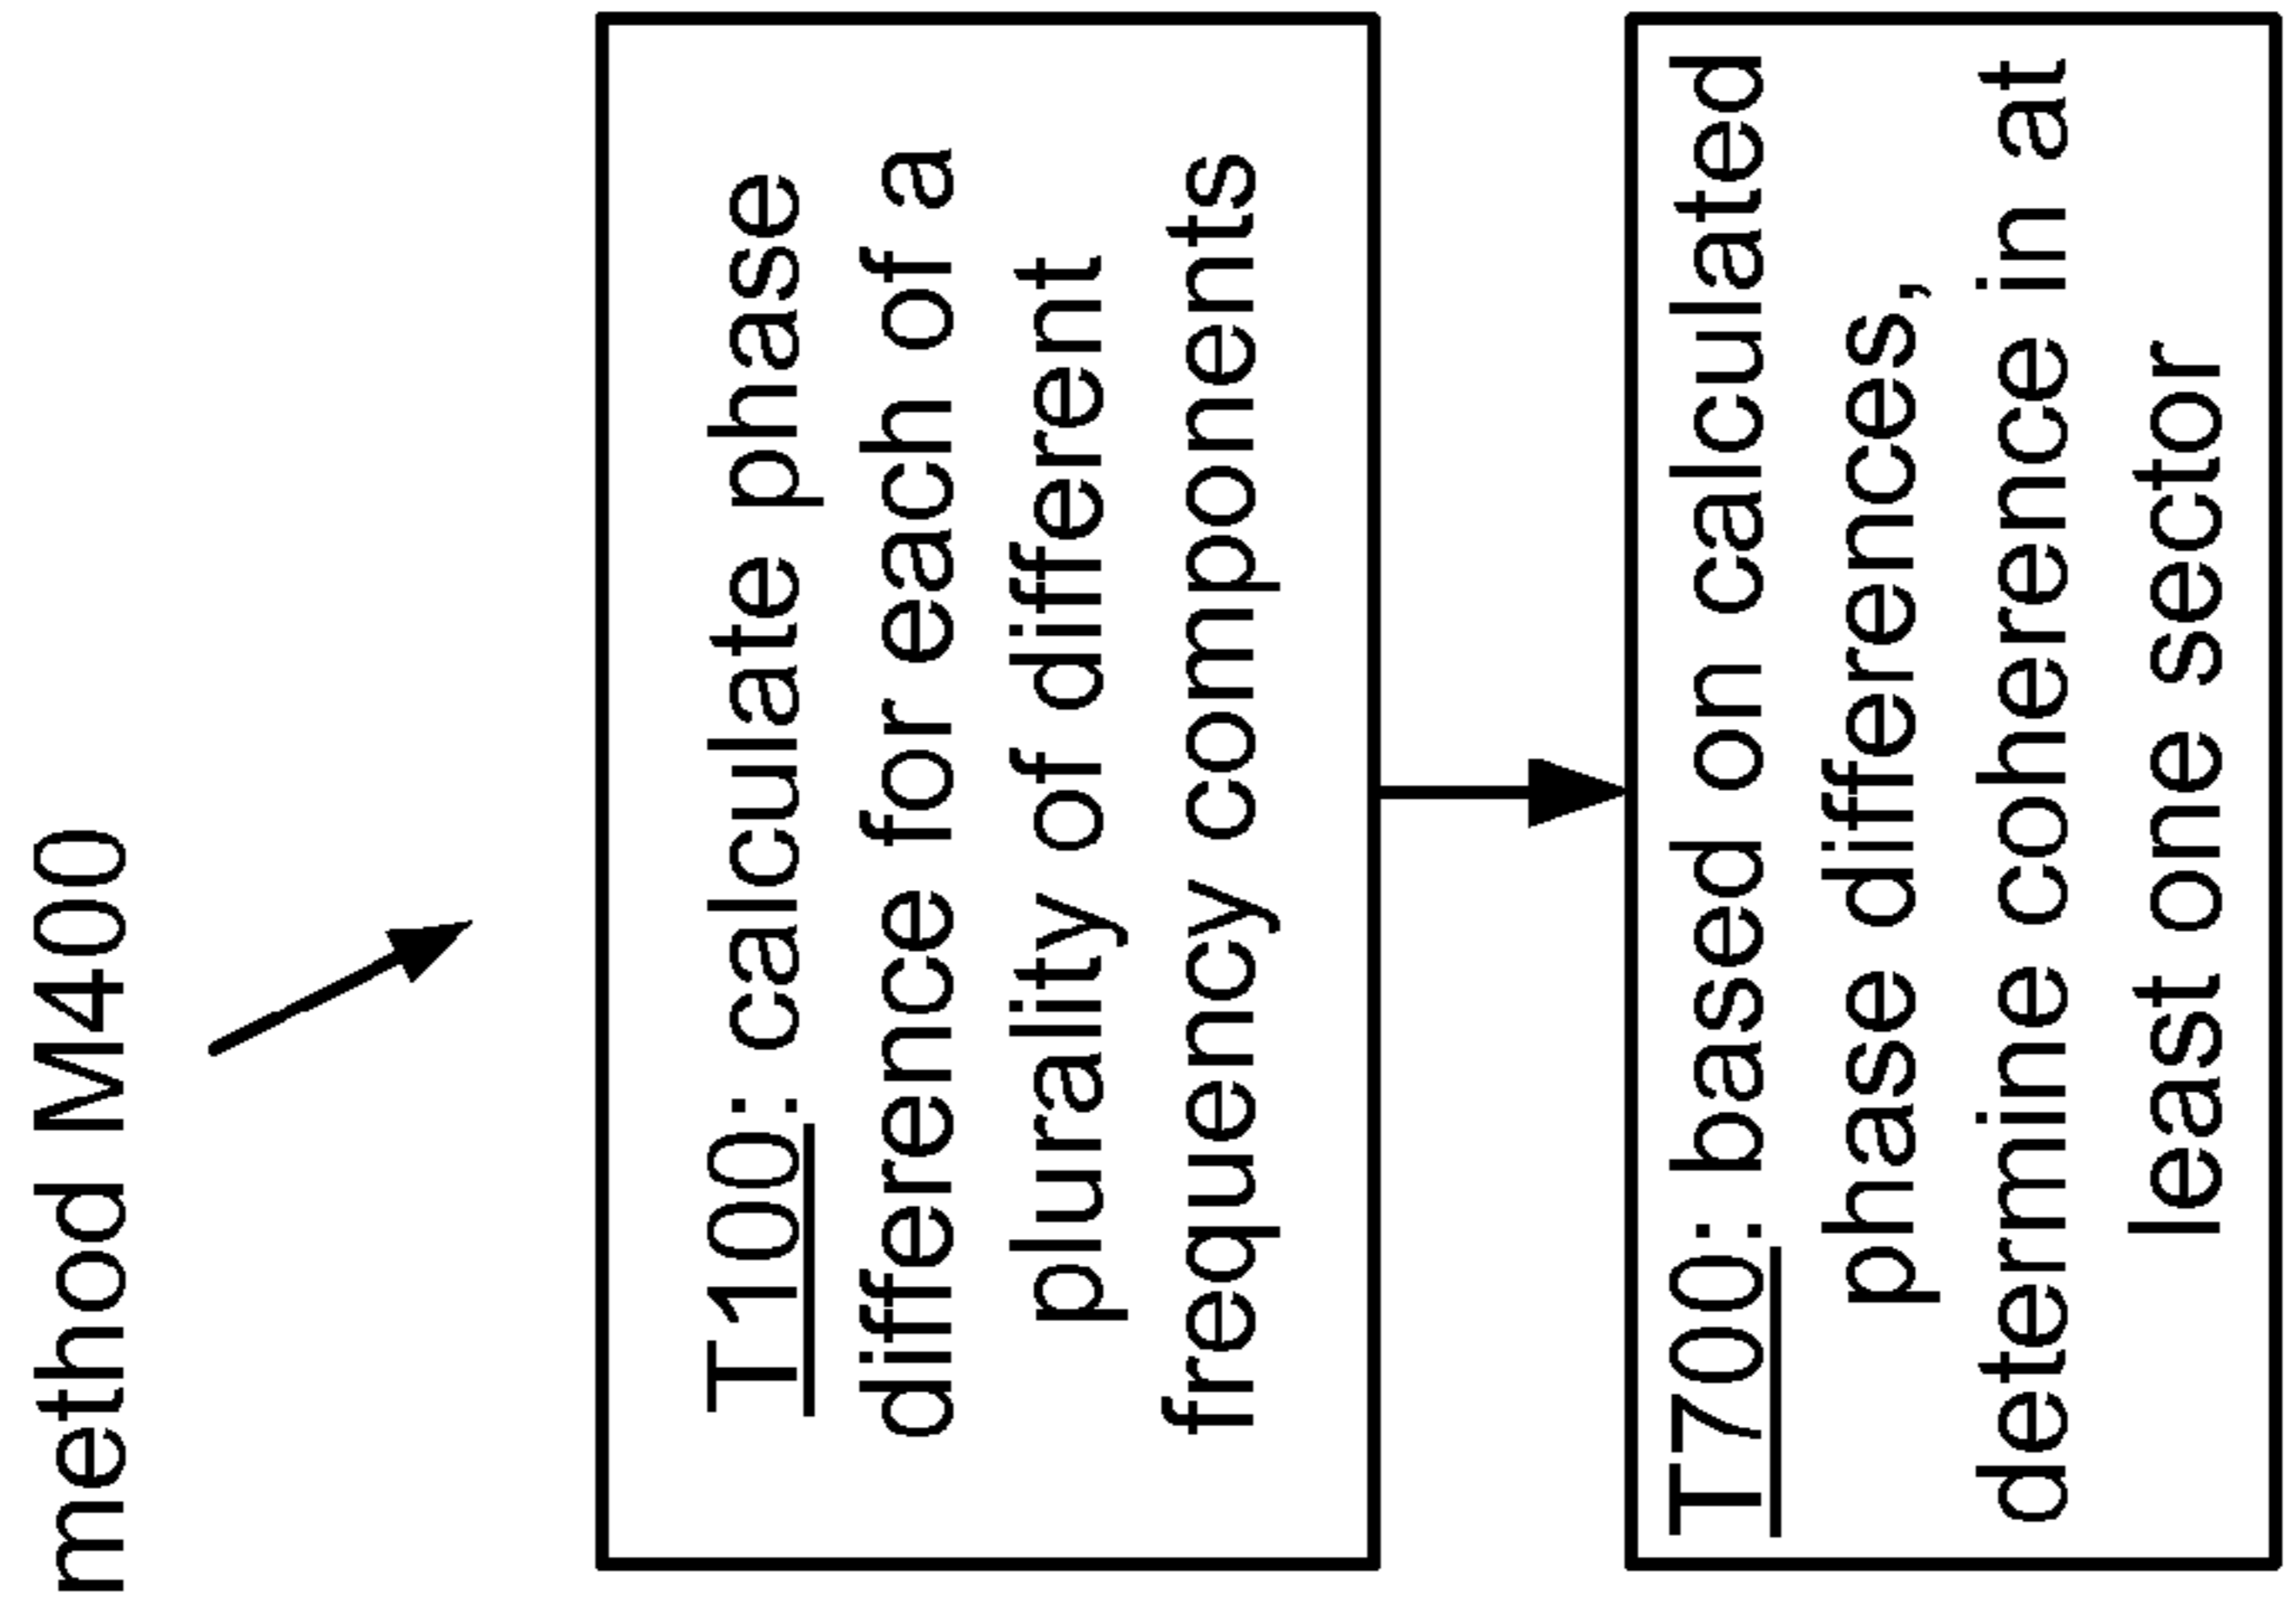 method M400
T100: calculate phase
difference for each of a
plurality of different
frequency components
T700: based on calculated
phase differences,
determine coherence in at
least one sector